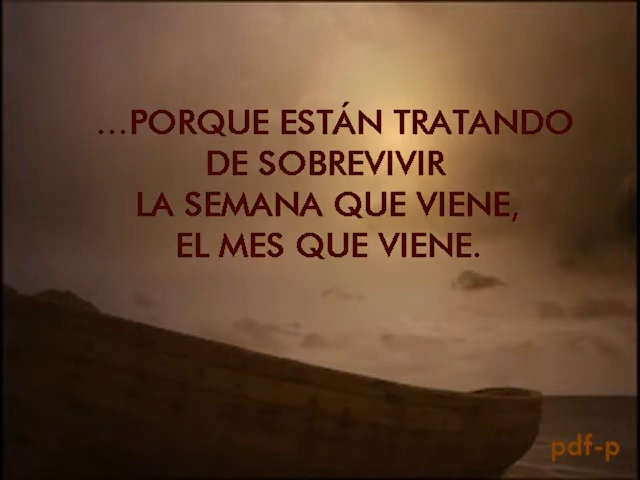 ...PORQUE ESTÁN TRATANDO
DE SOBREVIVIR
LA SEMANA QUE VIENE,
EL MES QUE VIENE.
pdf-p